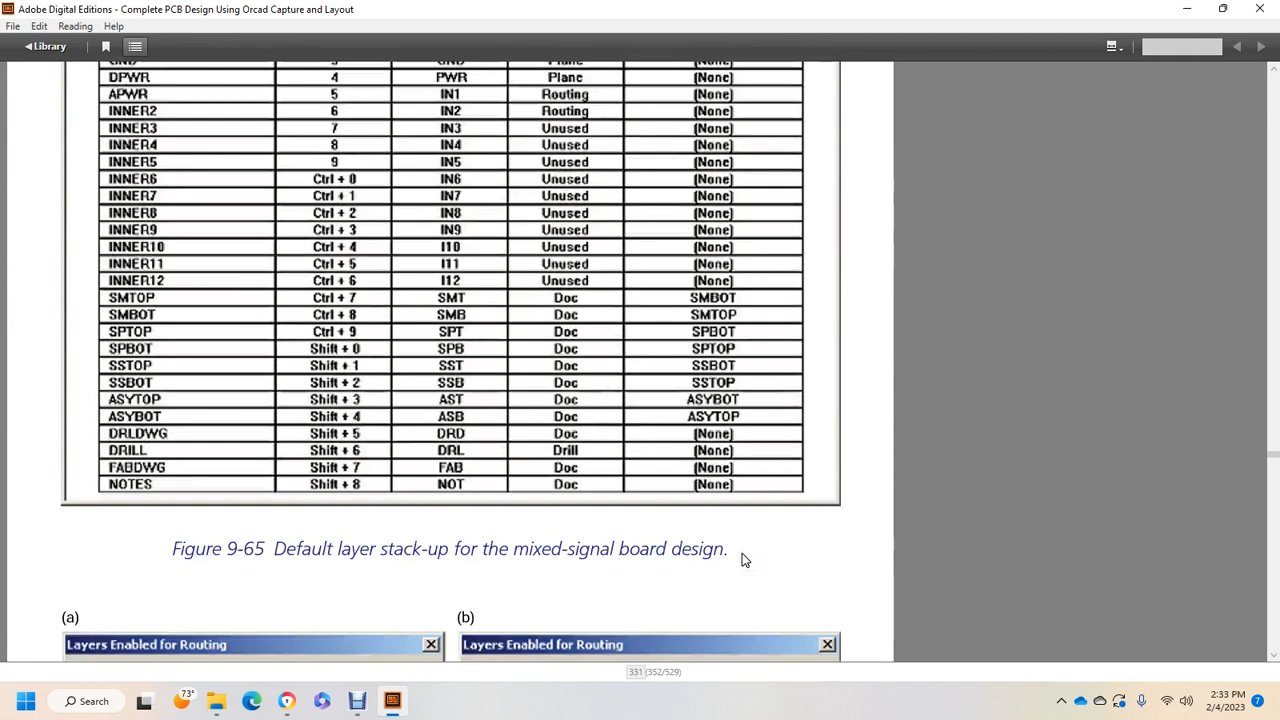 Adobe Digital Editions - Complete PCB Design Using Orcad Capture and Layout
File Edit Reading Help
Library
GND 3 GND Plane (None)
DPWR 4 PWR Plane (None)
APWR 5 IN1 Routing (None)
INNER2 6 IN2 Routing (None)
INNER3 7 IN3 Unused (None)
INNER4 8 IN4 Unused (None)
INNER5 9 IN5 Unused (None)
INNER6 Ctrl + 0 IN6 Unused (None)
INNER7 Ctrl + 1 IN7 Unused (None)
INNER8 Ctrl + 2 IN8 Unused (None)
INNER9 Ctrl + 3 IN9 Unused (None)
INNER10 Ctrl + 4 I10 Unused (None)
INNER11 Ctrl + 5 I11 Unused (None)
INNER12 Ctrl + 6 I12 Unused (None)
SMTOP Ctrl + 7 SMT Doc SMBOT
SMBOT Ctrl + 8 SMB Doc SMTOP
SPTOP Ctrl + 9 SPT Doc SPBOT
SPBOT Shift + 0 SPB Doc SPTOP
SSTOP Shift + 1 SST Doc SSBOT
SSBOT Shift + 2 SSB Doc SSTOP
ASYTOP Shift + 3 AST Doc ASYBOT
ASYBOT Shift + 4 ASB Doc ASYTOP
DRLDWG Shift + 5 DRD Doc (None)
DRILL Shift + 6 DRL Drill (None)
FABDWG Shift + 7 FAB Doc (None)
NOTES Shift + 8 NOT Doc (None)
Figure 9-65 Default layer stack-up for the mixed-signal board design.
(a) (b)
Layers Enabled for Routing Layers Enabled for Routing
331 (352/529)
Search
73°
2:33 PM
2/4/2023
7